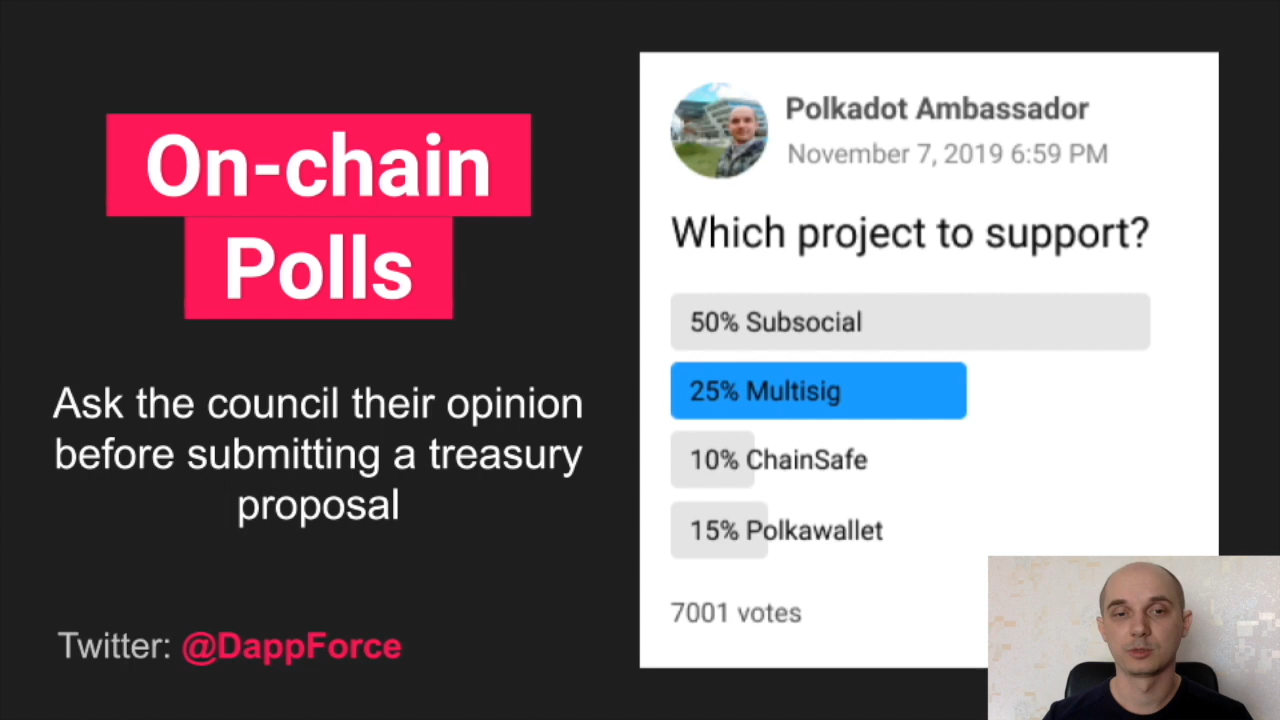 On-chain
Polls
Ask the council their opinion
before submitting a treasury
proposal
Twitter: @DappForce
Polkadot Ambassador
November 7, 2019 6:59 PM
Which project to support?
50% Subsocial
25% Multisig
10% ChainSafe
15% Polkawallet
7001 votes